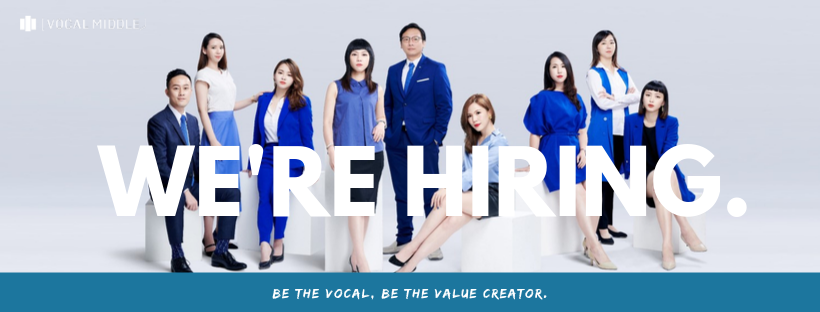 VOCAL MIDDLE
WE'RE HIRING.
BE THE VOCAL, BE THE VALUE CREATOR.